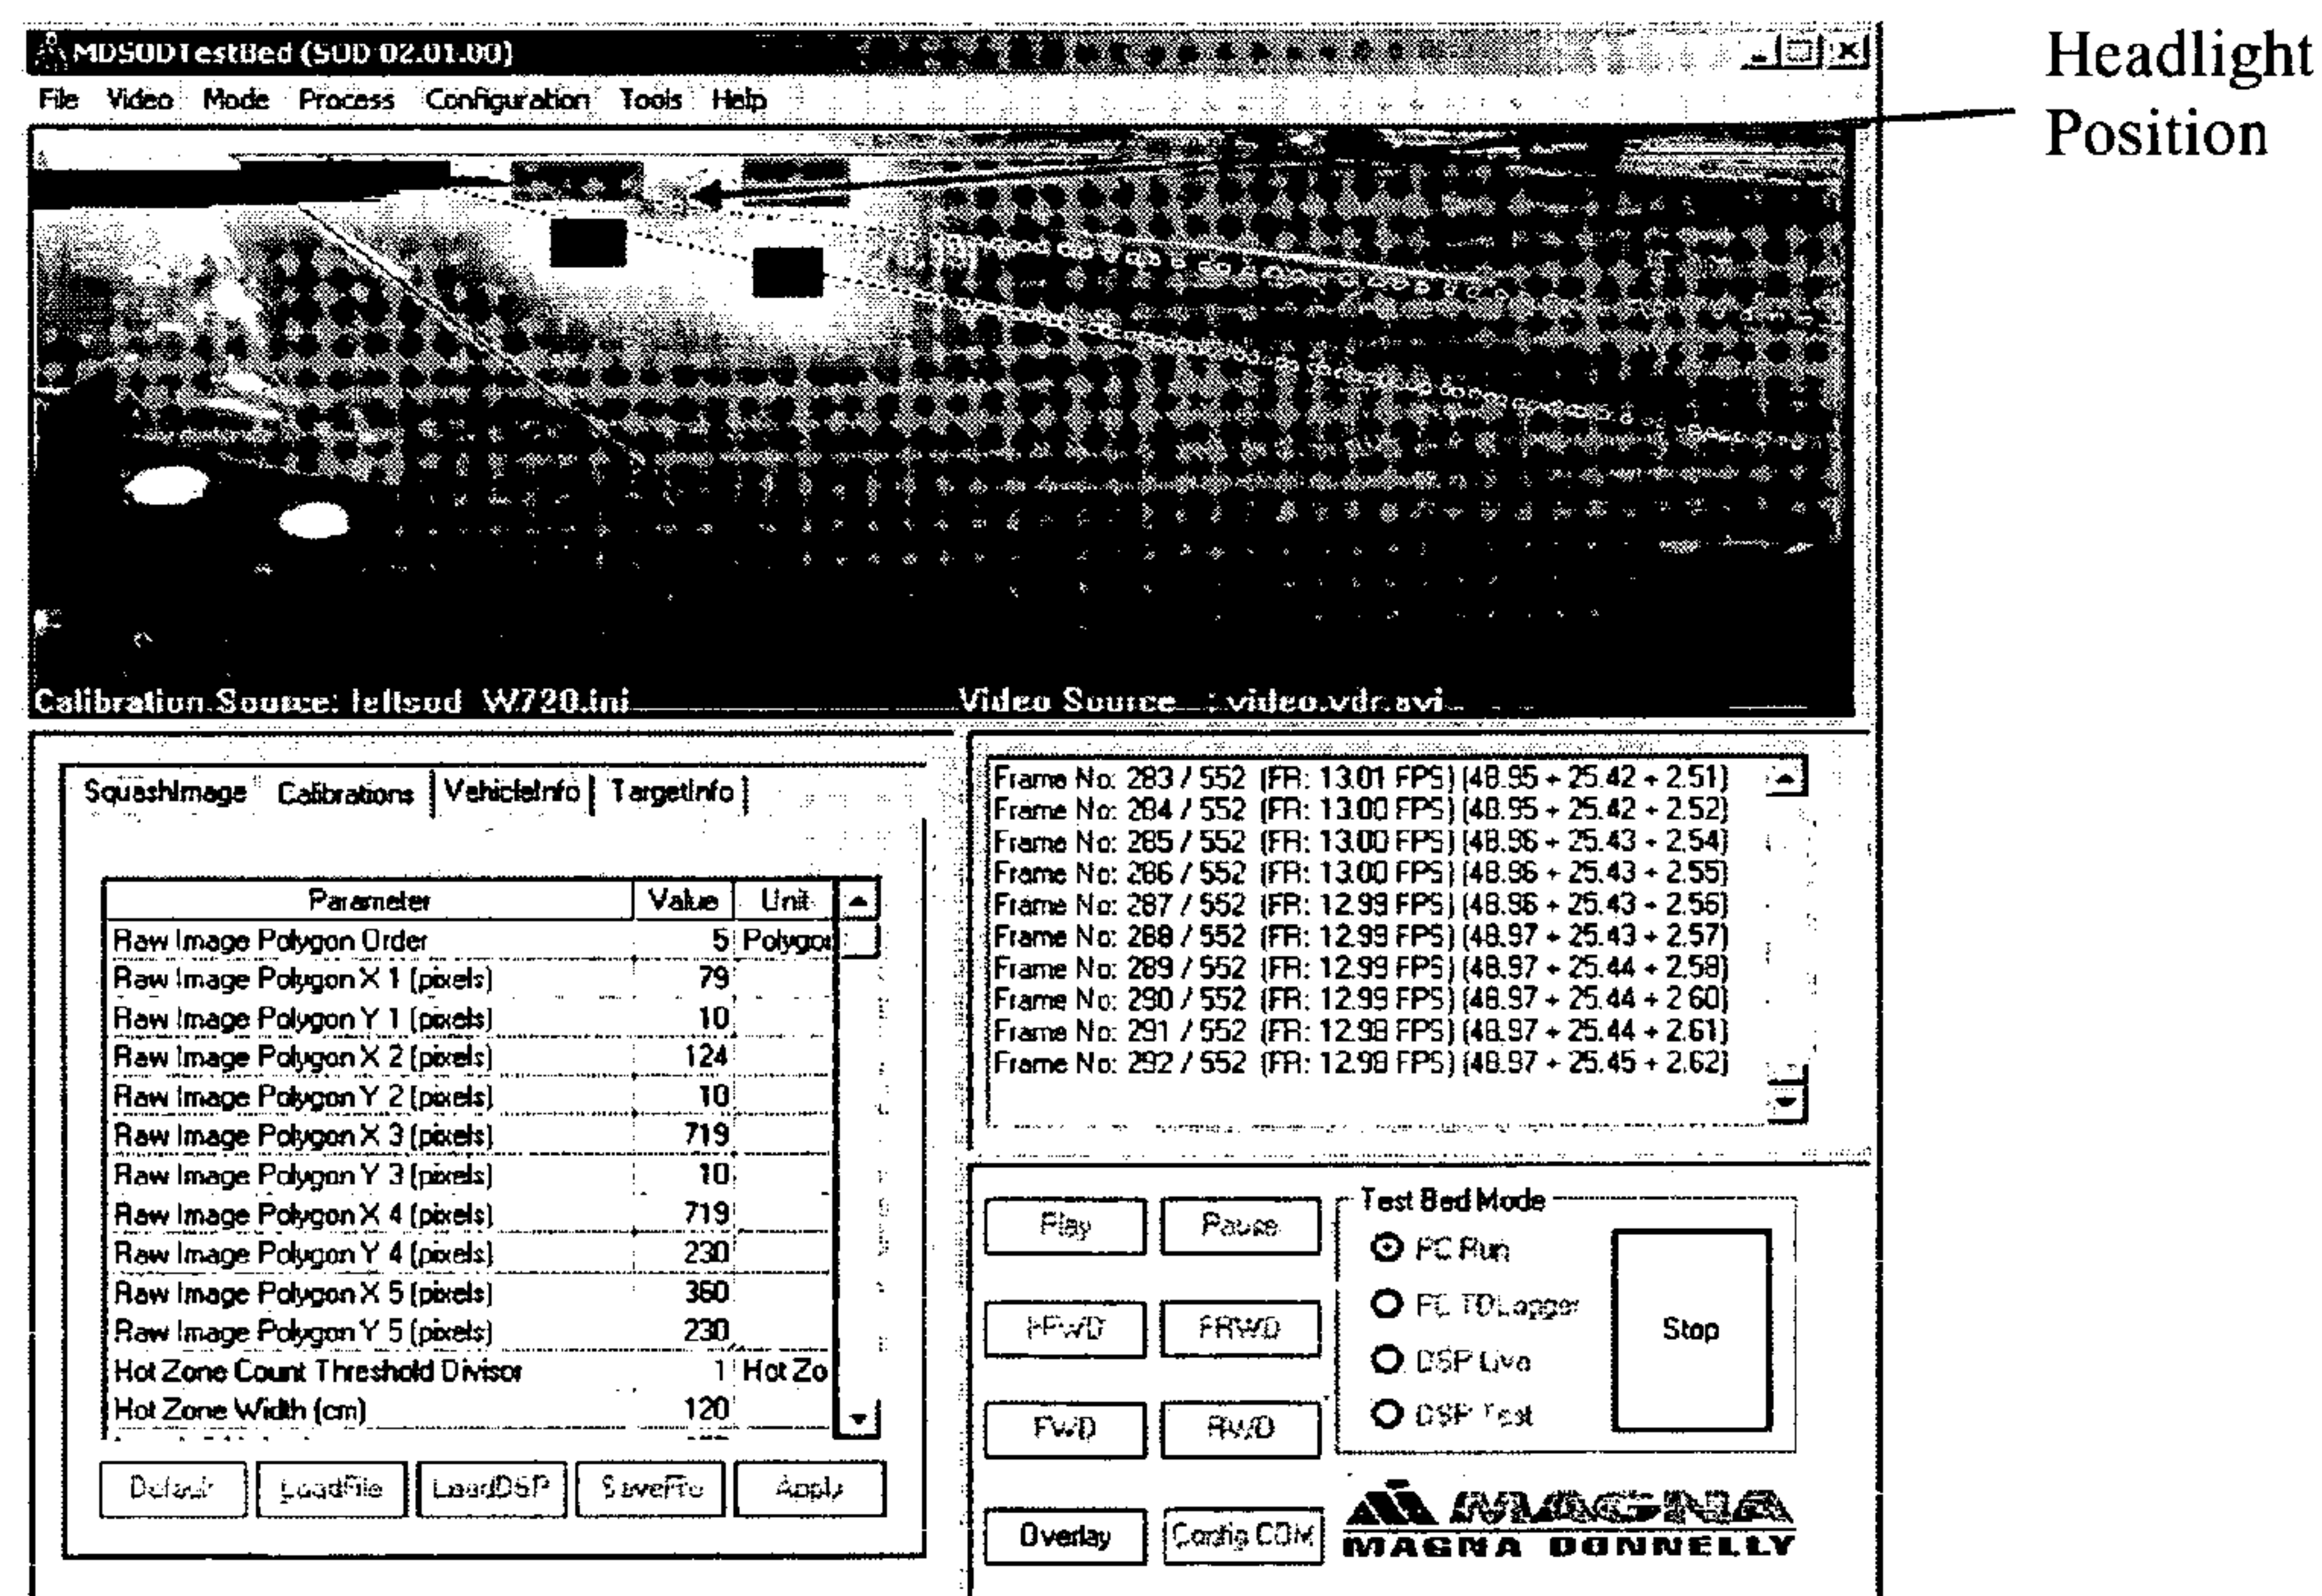 Headlight
Position
MDSODTestBed (SOD 02.01.00)
File Video Mode Process Configuration Tools Help
Calibration Source: leftsod_W720.ini
Video Source : video.vdr.avi
SquashImage Calibrations VehicleInfo TargetInfo
Parameter Value Unit
Raw Image Polygon Order 5 Polygon
Raw Image Polygon X 1 (pixels) 79
Raw Image Polygon Y 1 (pixels) 10
Raw Image Polygon X 2 (pixels) 124
Raw Image Polygon Y 2 (pixels) 10
Raw Image Polygon X 3 (pixels) 719
Raw Image Polygon Y 3 (pixels) 10
Raw Image Polygon X 4 (pixels) 719
Raw Image Polygon Y 4 (pixels) 230
Raw Image Polygon X 5 (pixels) 360
Raw Image Polygon Y 5 (pixels) 230
Hot Zone Count Threshold Divisor 1 Hot Zo
Hot Zone Width (cm) 120
Default LoadFile LoadDSP SaveTo Apply
Frame No: 283 / 552 (FR: 13.01 FPS) (48.95 + 25.42 + 2.51)
Frame No: 284 / 552 (FR: 13.00 FPS) (48.95 + 25.42 + 2.52)
Frame No: 285 / 552 (FR: 13.00 FPS) (48.96 + 25.43 + 2.54)
Frame No: 286 / 552 (FR: 13.00 FPS) (48.96 + 25.43 + 2.55)
Frame No: 287 / 552 (FR: 12.99 FPS) (48.96 + 25.43 + 2.56)
Frame No: 288 / 552 (FR: 12.99 FPS) (48.97 + 25.43 + 2.57)
Frame No: 289 / 552 (FR: 12.99 FPS) (48.97 + 25.44 + 2.58)
Frame No: 290 / 552 (FR: 12.99 FPS) (48.97 + 25.44 + 2.60)
Frame No: 291 / 552 (FR: 12.98 FPS) (48.97 + 25.44 + 2.61)
Frame No: 292 / 552 (FR: 12.98 FPS) (48.97 + 25.45 + 2.62)
Play Pause
FFWD FRWD
FWD RWD
Overlay Config COM
Test Bed Mode
PC Run
PC TDLogger
DSP Live
DSP Test
Stop
MAGNA
MAGNA DONNELLY